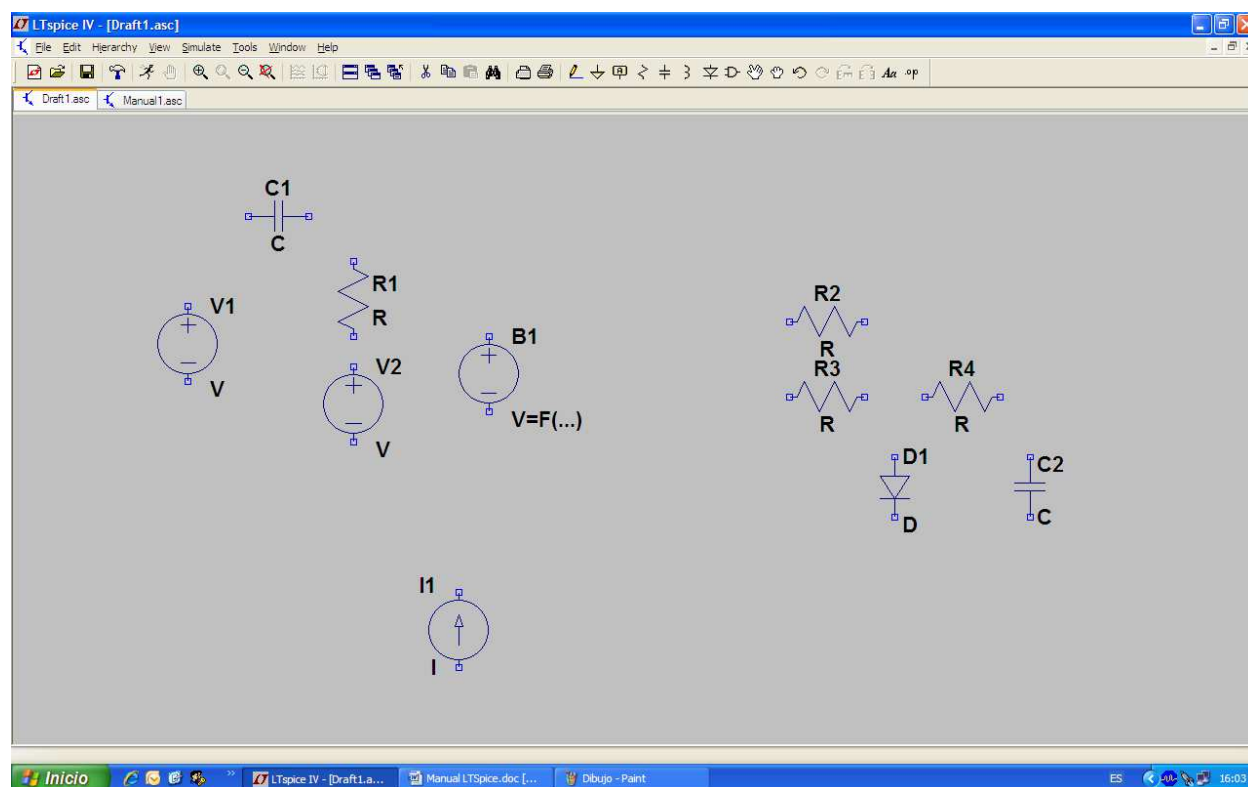 LTspice IV - [Draft1.asc]
File Edit Hierarchy View Simulate Tools Window Help
Aa .op
Draft1.asc Manual1.asc
C1
C
R1
R
V1
V
V2
V
B1
V=F(...)
R2
R
R3
R
R4
R
D1
D
C2
C
I1
I
Inicio LTspice IV - [Draft1.a... Manual LTSpice.doc [... Dibujo - Paint ES 16:03